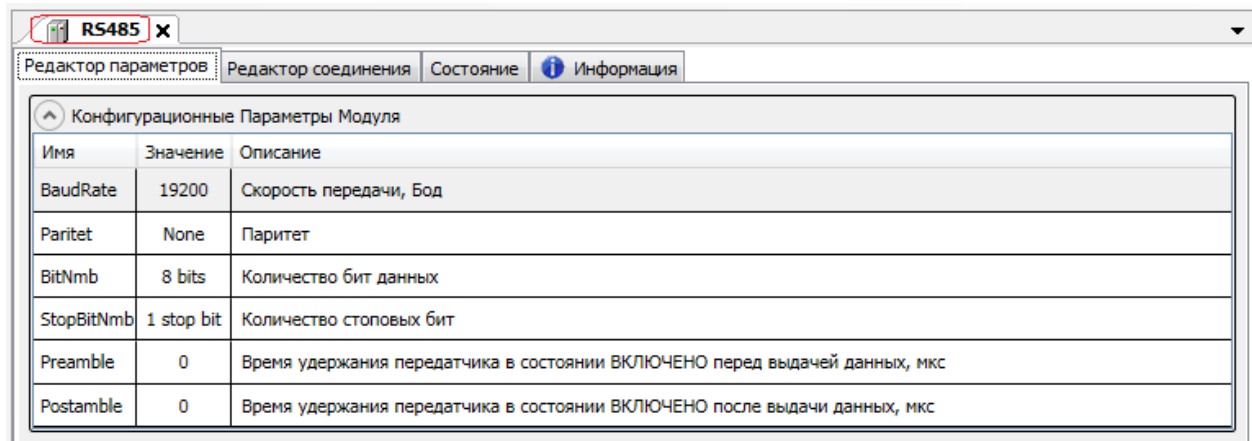 RS485
Редактор параметров Редактор соединения Состояние Информация
Конфигурационные Параметры Модуля
Имя Значение Описание
BaudRate 19200 Скорость передачи, Бод
Paritet None Паритет
BitNmb 8 bits Количество бит данных
StopBitNmb 1 stop bit Количество стоповых бит
Preamble 0 Время удержания передатчика в состоянии ВКЛЮЧЕНО перед выдачей данных, мкс
Postamble 0 Время удержания передатчика в состоянии ВКЛЮЧЕНО после выдачи данных, мкс